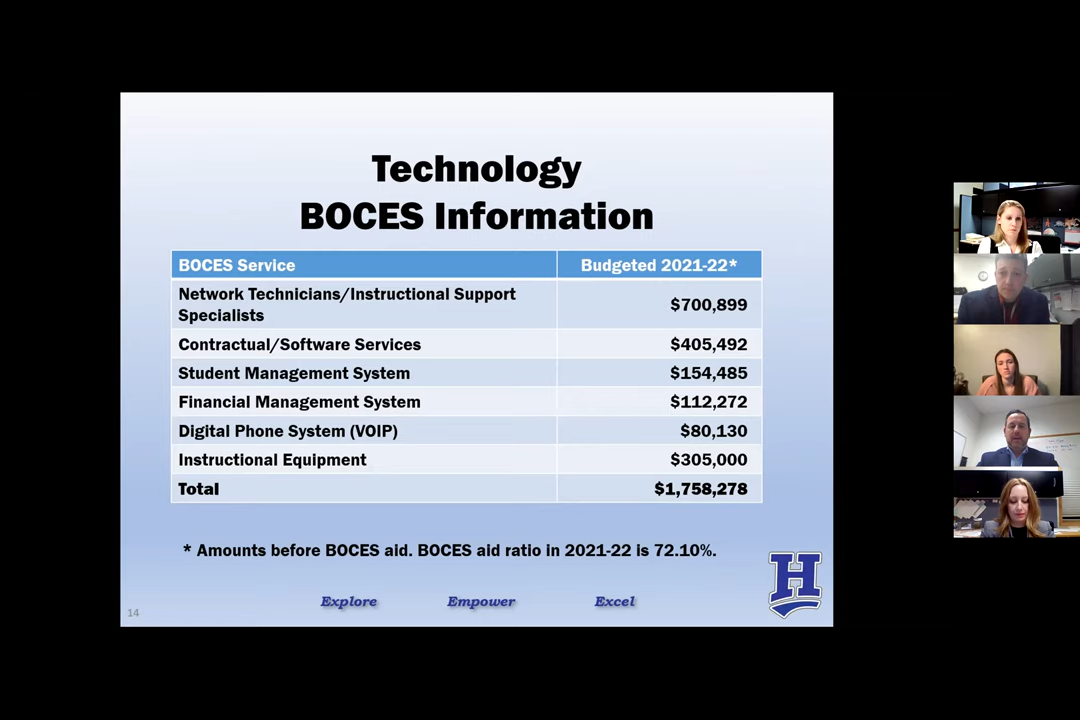 Technology
BOCES Information
BOCES Service Budgeted 2021-22*
Network Technicians/Instructional Support
Specialists $700,899
Contractual/Software Services $405,492
Student Management System $154,485
Financial Management System $112,272
Digital Phone System (VOIP) $80,130
Instructional Equipment $305,000
Total $1,758,278
* Amounts before BOCES aid. BOCES aid ratio in 2021-22 is 72.10%.
Explore Empower Excel
H
14